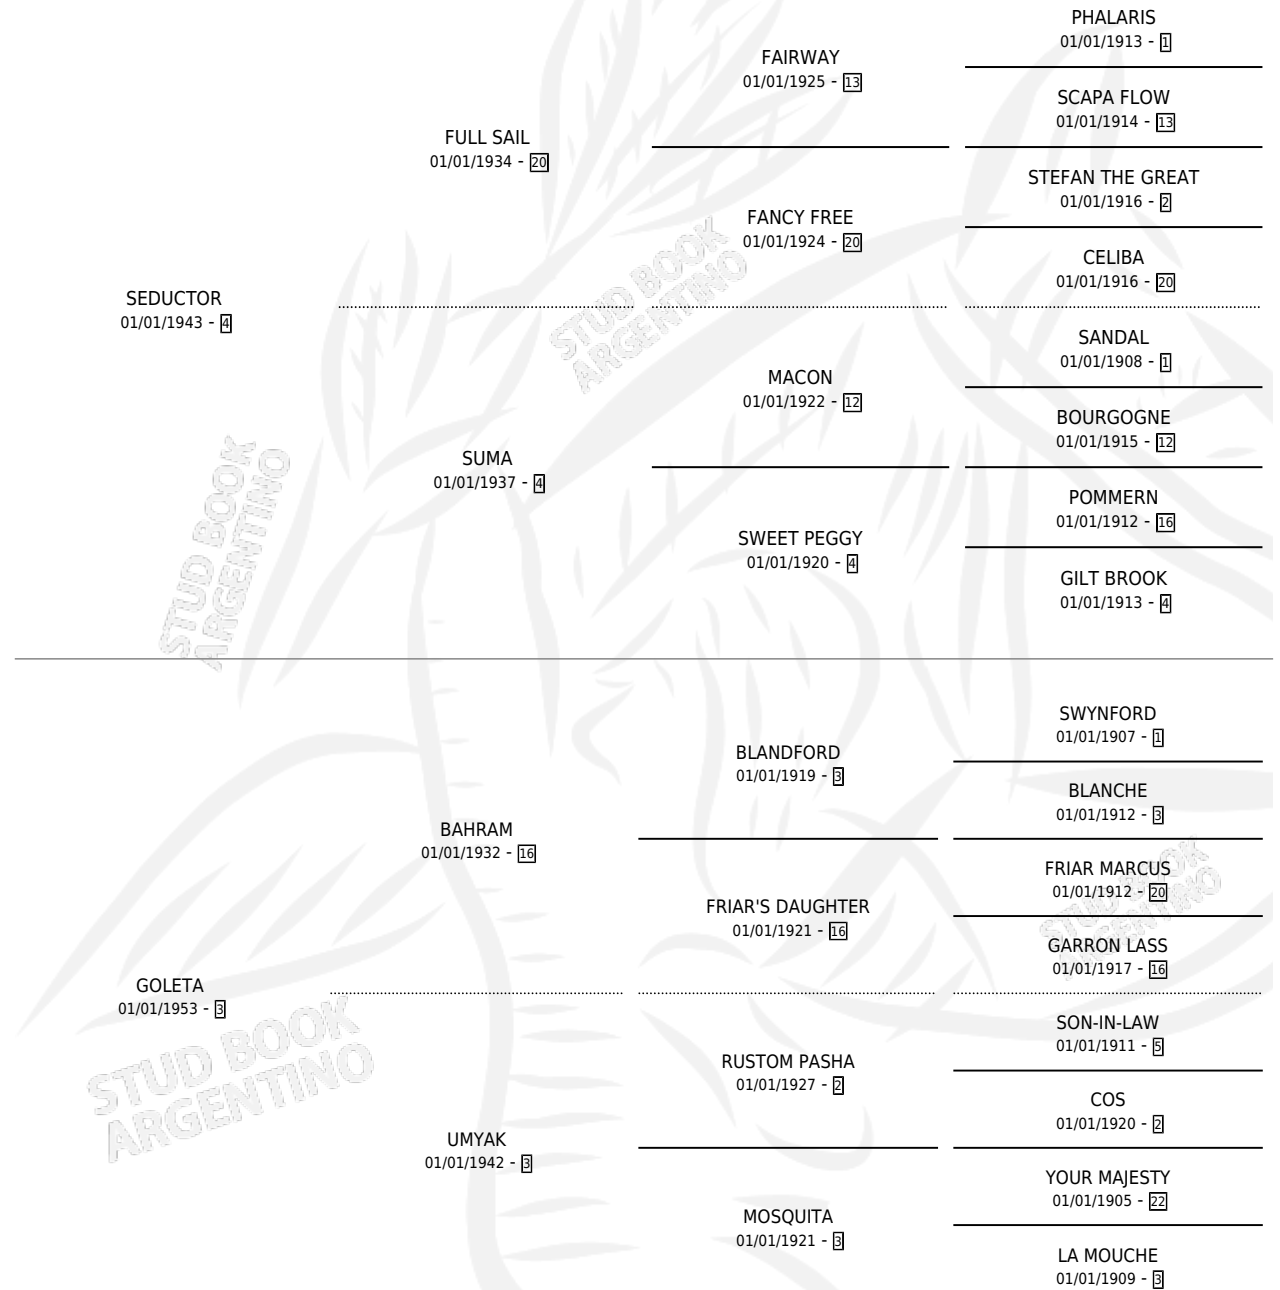 PHALARIS
01/01/1913 - 1
FAIRWAY
01/01/1925 - 13
SCAPA FLOW
01/01/1914 - 13
FULL SAIL
01/01/1934 - 20
STEFAN THE GREAT
01/01/1916 - 2
FANCY FREE
01/01/1924 - 20
CELIBA
01/01/1916 - 20
SEDUCTOR
01/01/1943 - 4
SANDAL
01/01/1908 - 1
MACON
01/01/1922 - 12
BOURGOGNE
01/01/1915 - 12
SUMA
01/01/1937 - 4
POMMERN
01/01/1912 - 16
SWEET PEGGY
01/01/1920 - 4
GILT BROOK
01/01/1913 - 4
SWYNFORD
01/01/1907 - 1
BLANDFORD
01/01/1919 - 3
BLANCHE
01/01/1912 - 3
BAHRAM
01/01/1932 - 16
FRIAR MARCUS
01/01/1912 - 20
FRIAR'S DAUGHTER
01/01/1921 - 16
GARRON LASS
01/01/1917 - 16
GOLETA
01/01/1953 - 3
SON-IN-LAW
01/01/1911 - 5
RUSTOM PASHA
01/01/1927 - 2
COS
01/01/1920 - 2
UMYAK
01/01/1942 - 3
YOUR MAJESTY
01/01/1905 - 22
MOSQUITA
01/01/1921 - 3
LA MOUCHE
01/01/1909 - 3
STUD BOOK
ARGENTINO
STUD BOOK
ARGENTINO
STUD BOOK
ARGENTINO
STUD BOOK
ARGENTINO